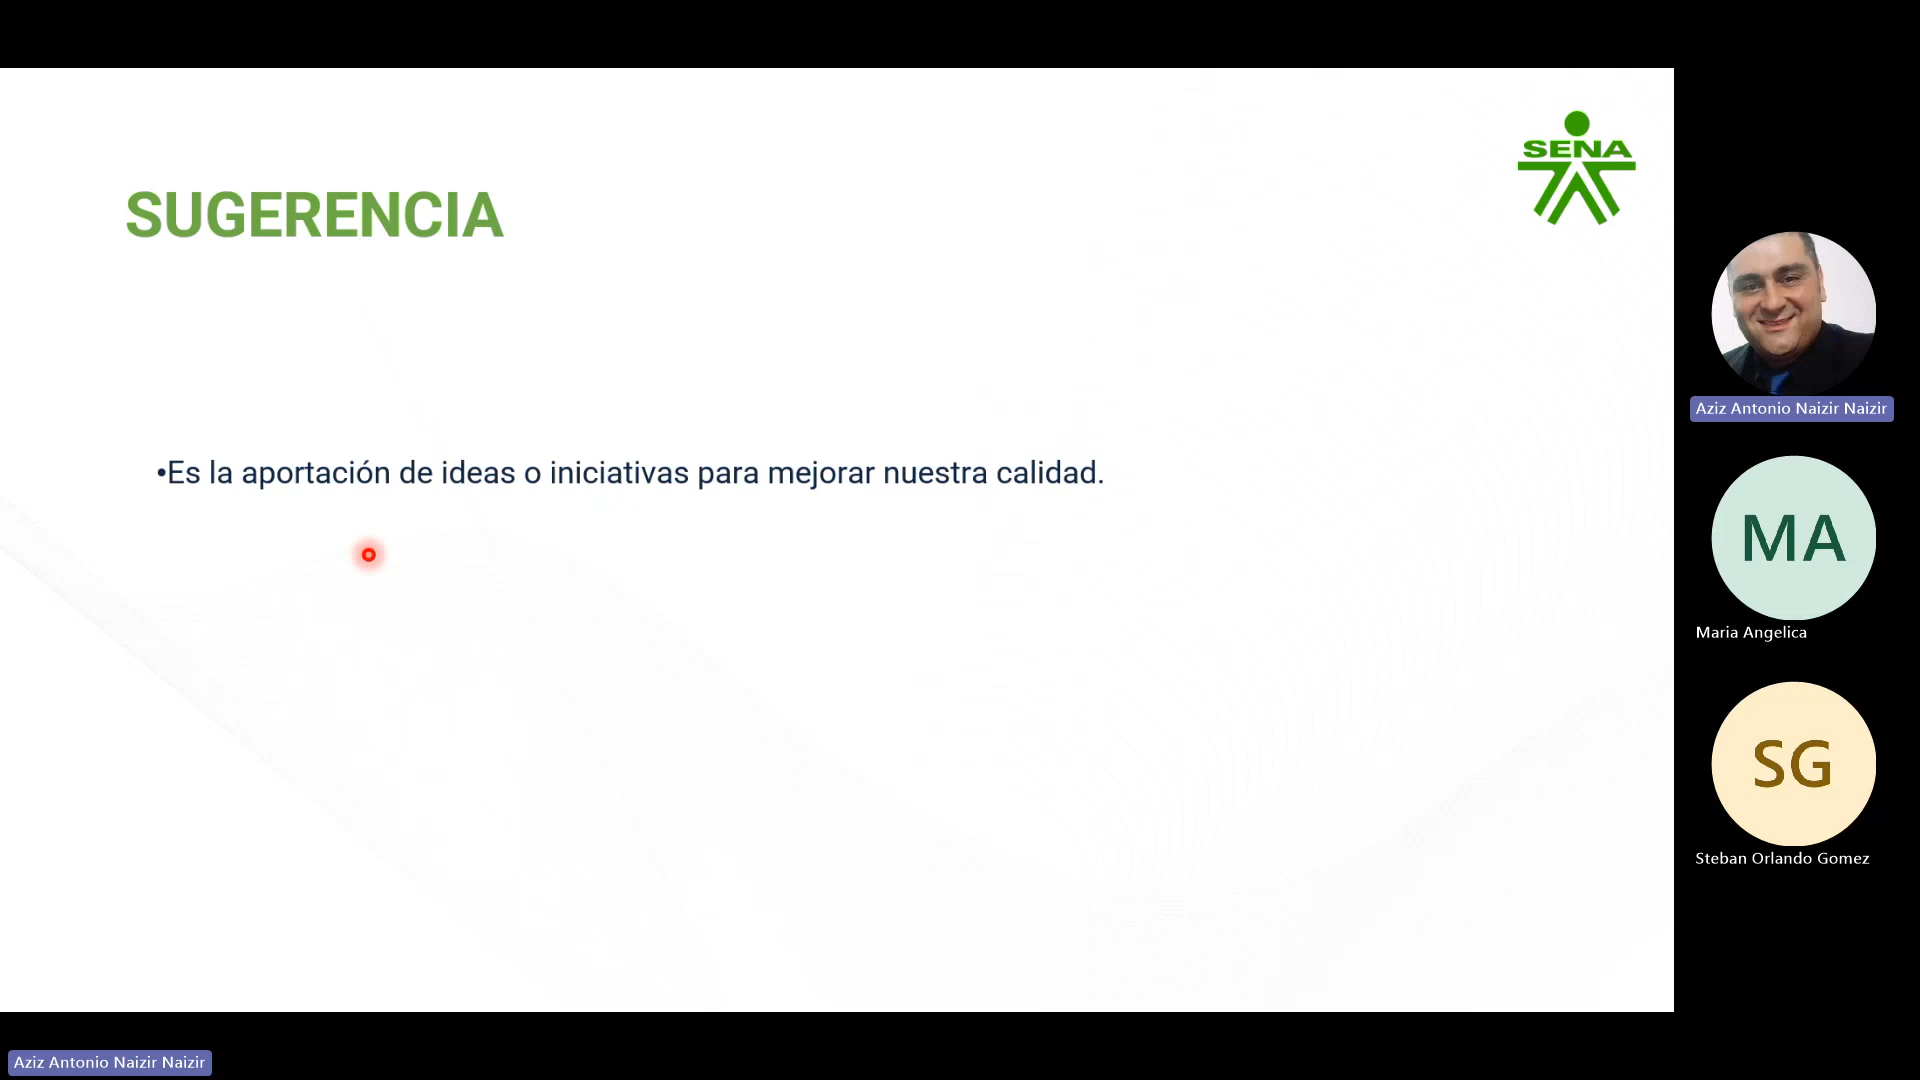 SENA
SUGERENCIA
•Es la aportación de ideas o iniciativas para mejorar nuestra calidad.
Aziz Antonio Naizir Naizir
MA
Maria Angelica
SG
Steban Orlando Gomez
Aziz Antonio Naizir Naizir